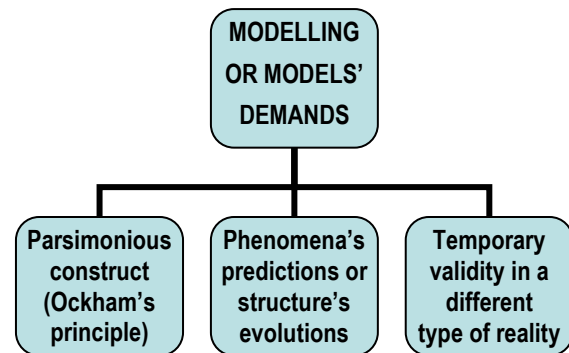 MODELLING
OR MODELS’
DEMANDS
Parsimonious
construct
(Ockham’s
principle)
Phenomena’s
predictions or
structure’s
evolutions
Temporary
validity in a
different
type of reality